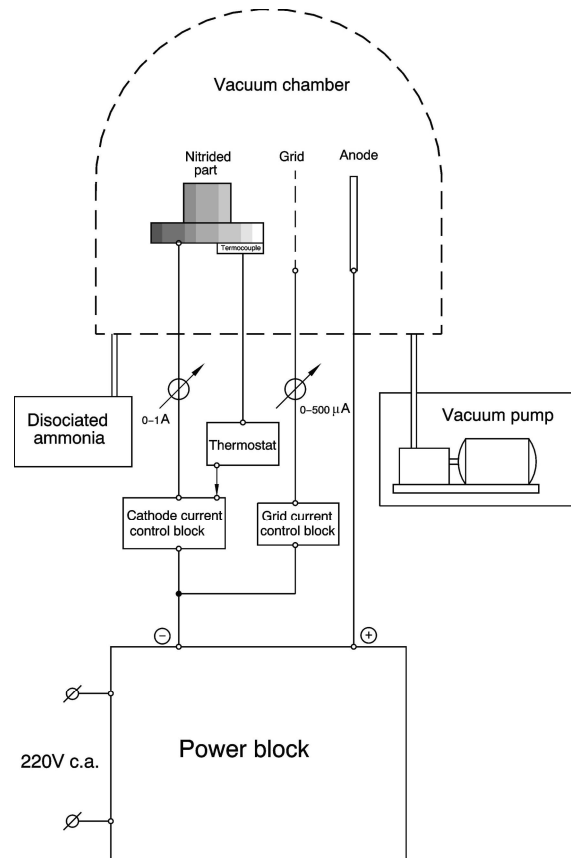 Vacuum chamber
Nitrided
part
Grid
Anode
Termocouple
0-1A
0-500 µA
Disociated
ammonia
Thermostat
Vacuum pump
Cathode current
control block
Grid current
control block
−
+
Power block
220V c.a.